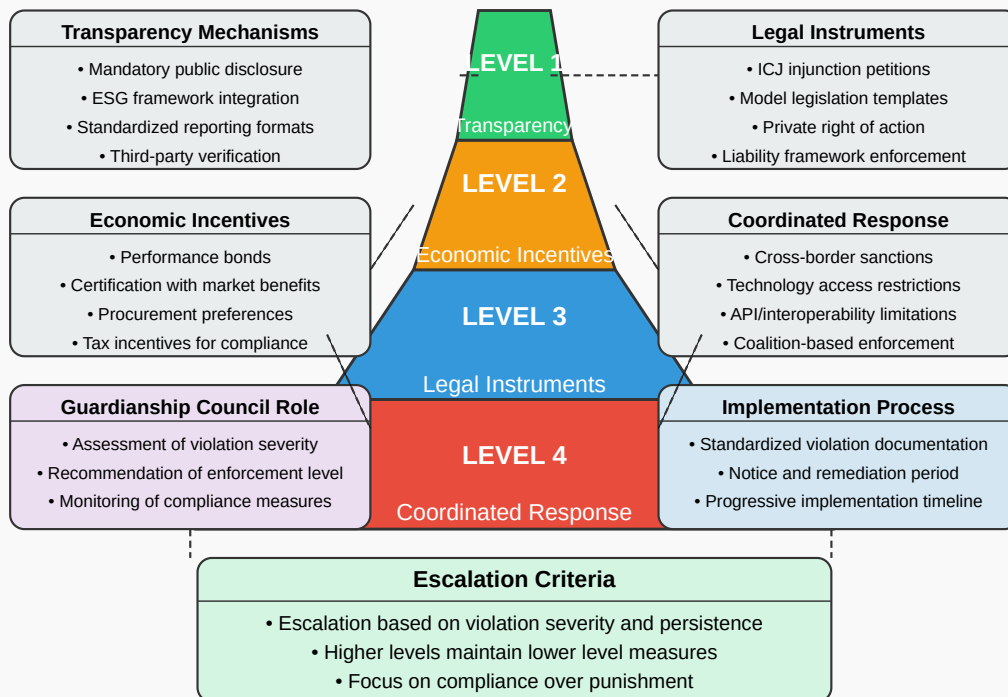 Transparency Mechanisms
• Mandatory public disclosure
• ESG framework integration
• Standardized reporting formats
• Third-party verification
LEVEL 1
Transparency
Legal Instruments
• ICJ injunction petitions
• Model legislation templates
• Private right of action
• Liability framework enforcement
Economic Incentives
• Performance bonds
• Certification with market benefits
• Procurement preferences
• Tax incentives for compliance
LEVEL 2
Economic Incentives
Coordinated Response
• Cross-border sanctions
• Technology access restrictions
• API/interoperability limitations
• Coalition-based enforcement
LEVEL 3
Legal Instruments
Guardianship Council Role
• Assessment of violation severity
• Recommendation of enforcement level
• Monitoring of compliance measures
LEVEL 4
Coordinated Response
Implementation Process
• Standardized violation documentation
• Notice and remediation period
• Progressive implementation timeline
Escalation Criteria
• Escalation based on violation severity and persistence
• Higher levels maintain lower level measures
• Focus on compliance over punishment